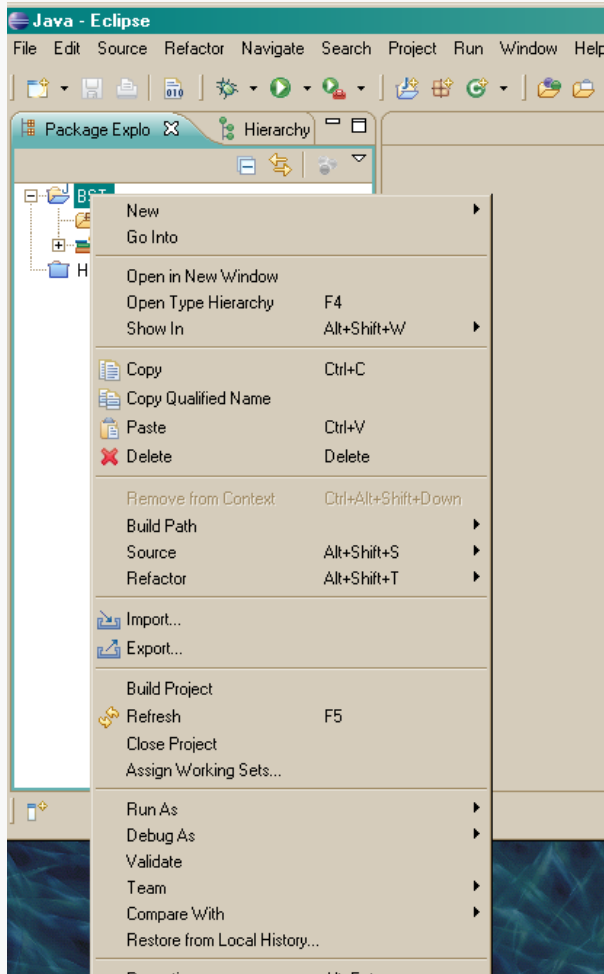 Java - Eclipse
File Edit Source Refactor Navigate Search Project Run Window Help
Package Explo Hierarchy
BST
H
New
Go Into
Open in New Window
Open Type Hierarchy F4
Show In Alt+Shift+W
Copy Ctrl+C
Copy Qualified Name
Paste Ctrl+V
Delete Delete
Remove from Context Ctrl+Alt+Shift+Down
Build Path
Source Alt+Shift+S
Refactor Alt+Shift+T
Import...
Export...
Build Project
Refresh F5
Close Project
Assign Working Sets...
Run As
Debug As
Validate
Team
Compare With
Restore from Local History...